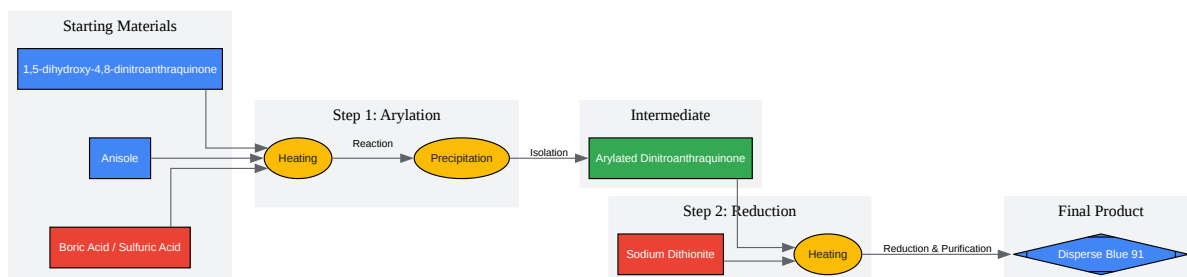 Starting Materials
1,5-dihydroxy-4,8-dinitroanthraquinone
Anisole
Boric Acid / Sulfuric Acid
Step 1: Arylation
Heating
Reaction
Precipitation
Isolation
Intermediate
Arylated Dinitroanthraquinone
Step 2: Reduction
Sodium Dithionite
Heating
Reduction & Purification
Final Product
Disperse Blue 91